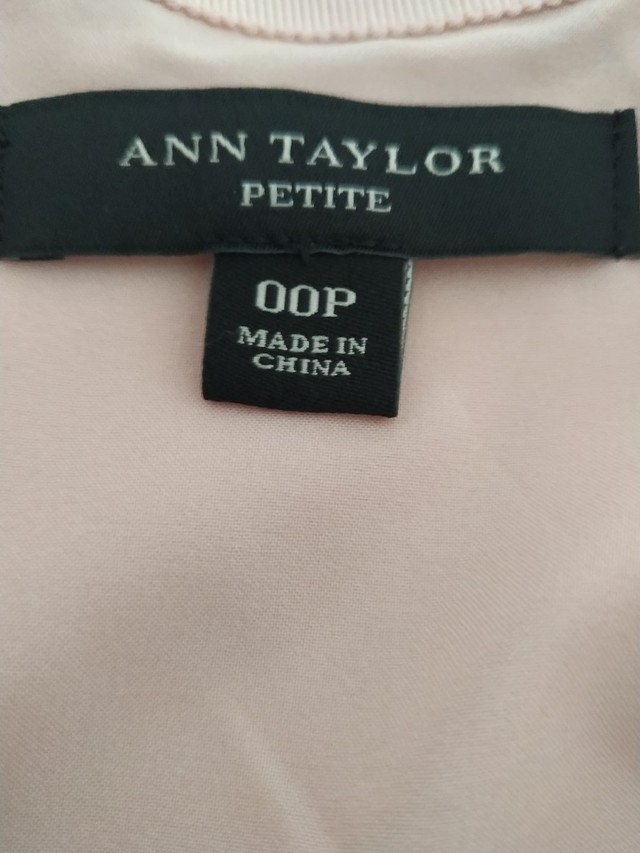 ANN TAYLOR
PETITE
00P
MADE IN
CHINA